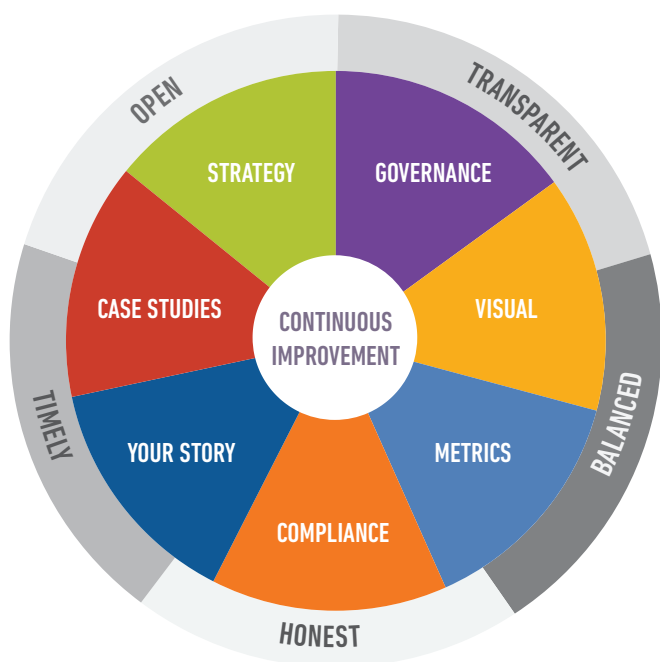 OPEN
TRANSPARENT
STRATEGY
GOVERNANCE
CASE STUDIES
CONTINUOUS
IMPROVEMENT
VISUAL
TIMELY
YOUR STORY
METRICS
BALANCED
COMPLIANCE
HONEST